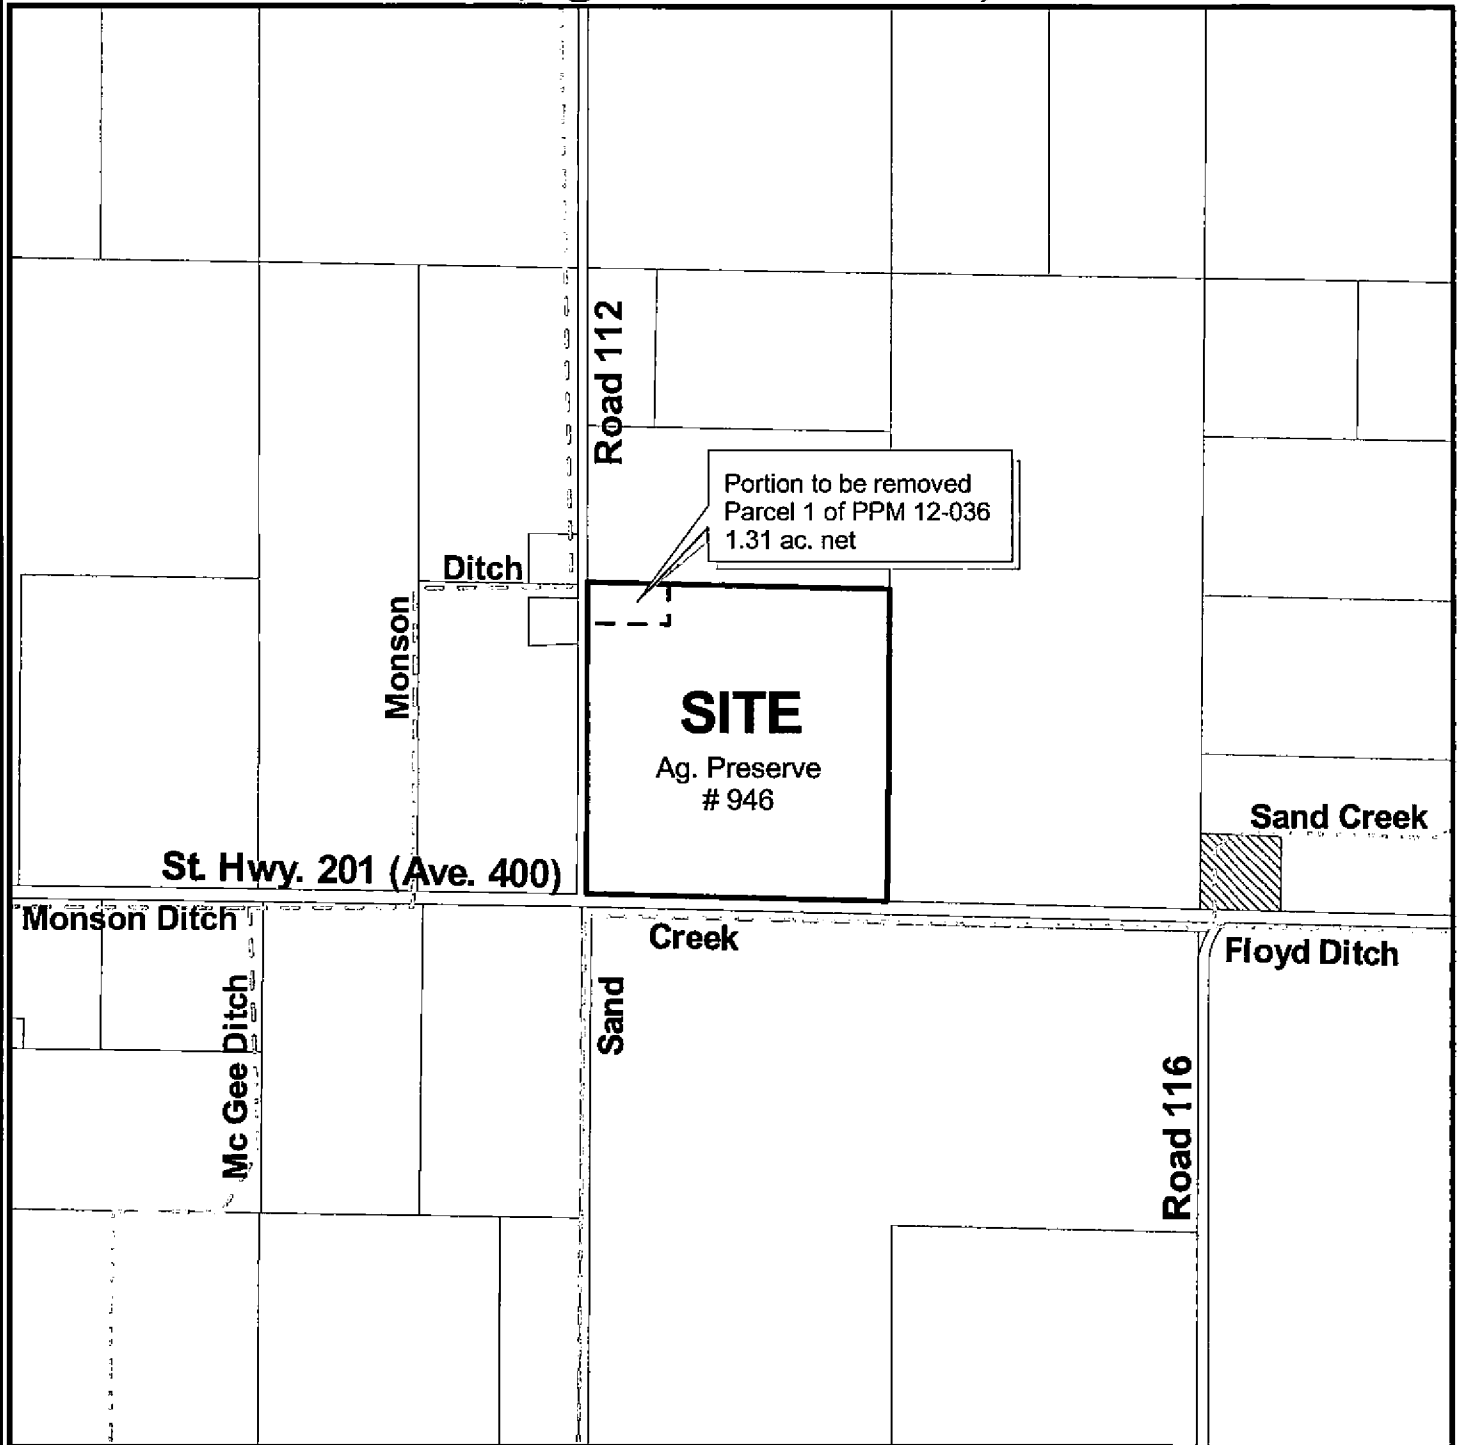 Road 112
Portion to be removed
Parcel 1 of PPM 12-036
1.31 ac. net
Ditch
Monson
SITE
Ag. Preserve
# 946
Sand Creek
St. Hwy. 201 (Ave. 400)
Monson Ditch
Creek
Floyd Ditch
Mc Gee Ditch
Sand
Road 116